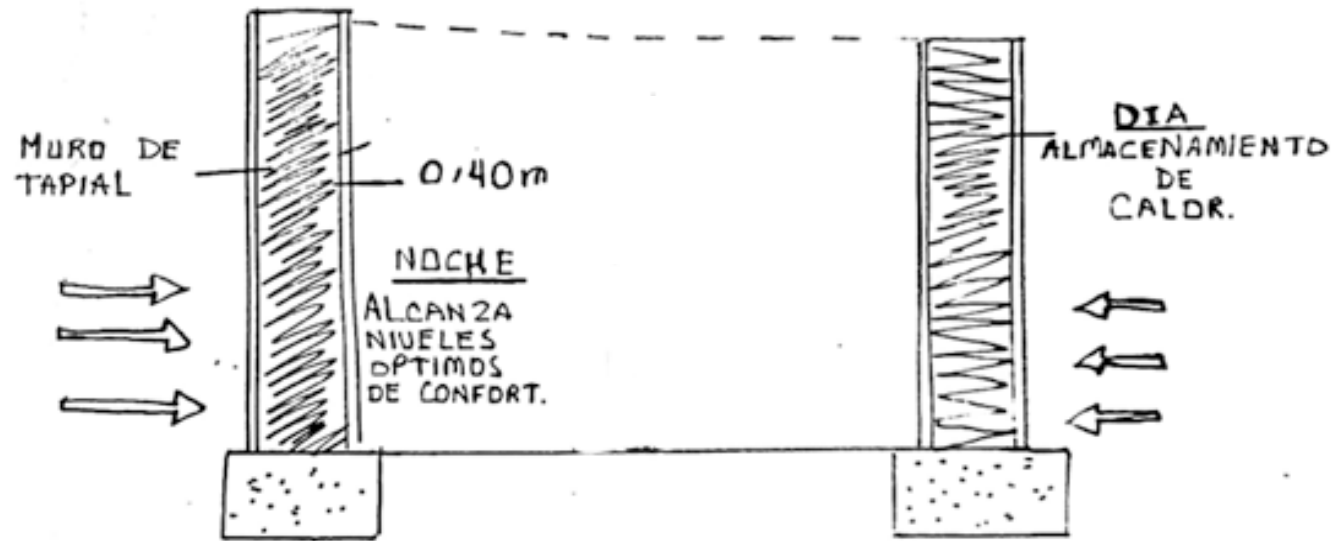 MURO DE
TAPIAL
0,40m
NOCHE
ALCANZA
NIVELES
OPTIMOS
DE CONFORT.
DIA
ALMACENAMIENTO
DE
CALOR.